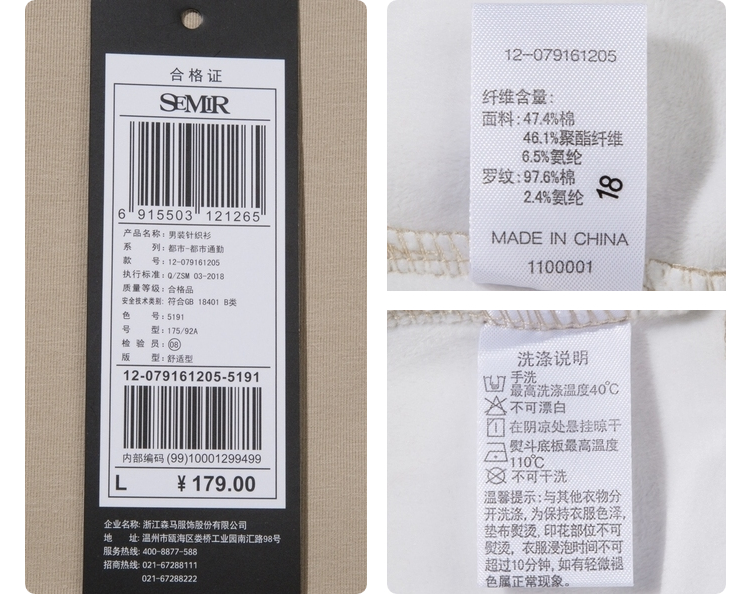 合格证
SEMIR
6 915503 121265
产品名称: 男装针织衫
系 列: 都市-都市通勤
款 号: 12-079161205
执行标准: Q/ZSM 03-2018
质量等级: 合格品
安全技术类别: 符合GB 18401 B类
色 号: 5191
号 型: 175/92A
检 验 员: 08
版 型: 舒适型
12-079161205-5191
内部编码 (99)10001299499
L ¥179.00
企业名称: 浙江森马服饰股份有限公司
地 址: 温州市瓯海区娄桥工业园南汇路98号
服务热线: 400-8877-588
招商热线: 021-67288111
021-67288222
12-079161205
纤维含量:
面料: 47.4%棉
46.1%聚酯纤维
6.5%氨纶
罗纹: 97.6%棉
2.4%氨纶
18
MADE IN CHINA
1100001
洗涤说明
手洗
最高洗涤温度40℃
不可漂白
在阴凉处悬挂晾干
熨斗底板最高温度
110℃
不可干洗
温馨提示: 与其他衣物分
开洗涤, 为保持衣服色泽,
垫布熨烫, 印花部位不可
熨烫, 衣服浸泡时间不可
超过10分钟, 如有轻微褪
色属正常现象。